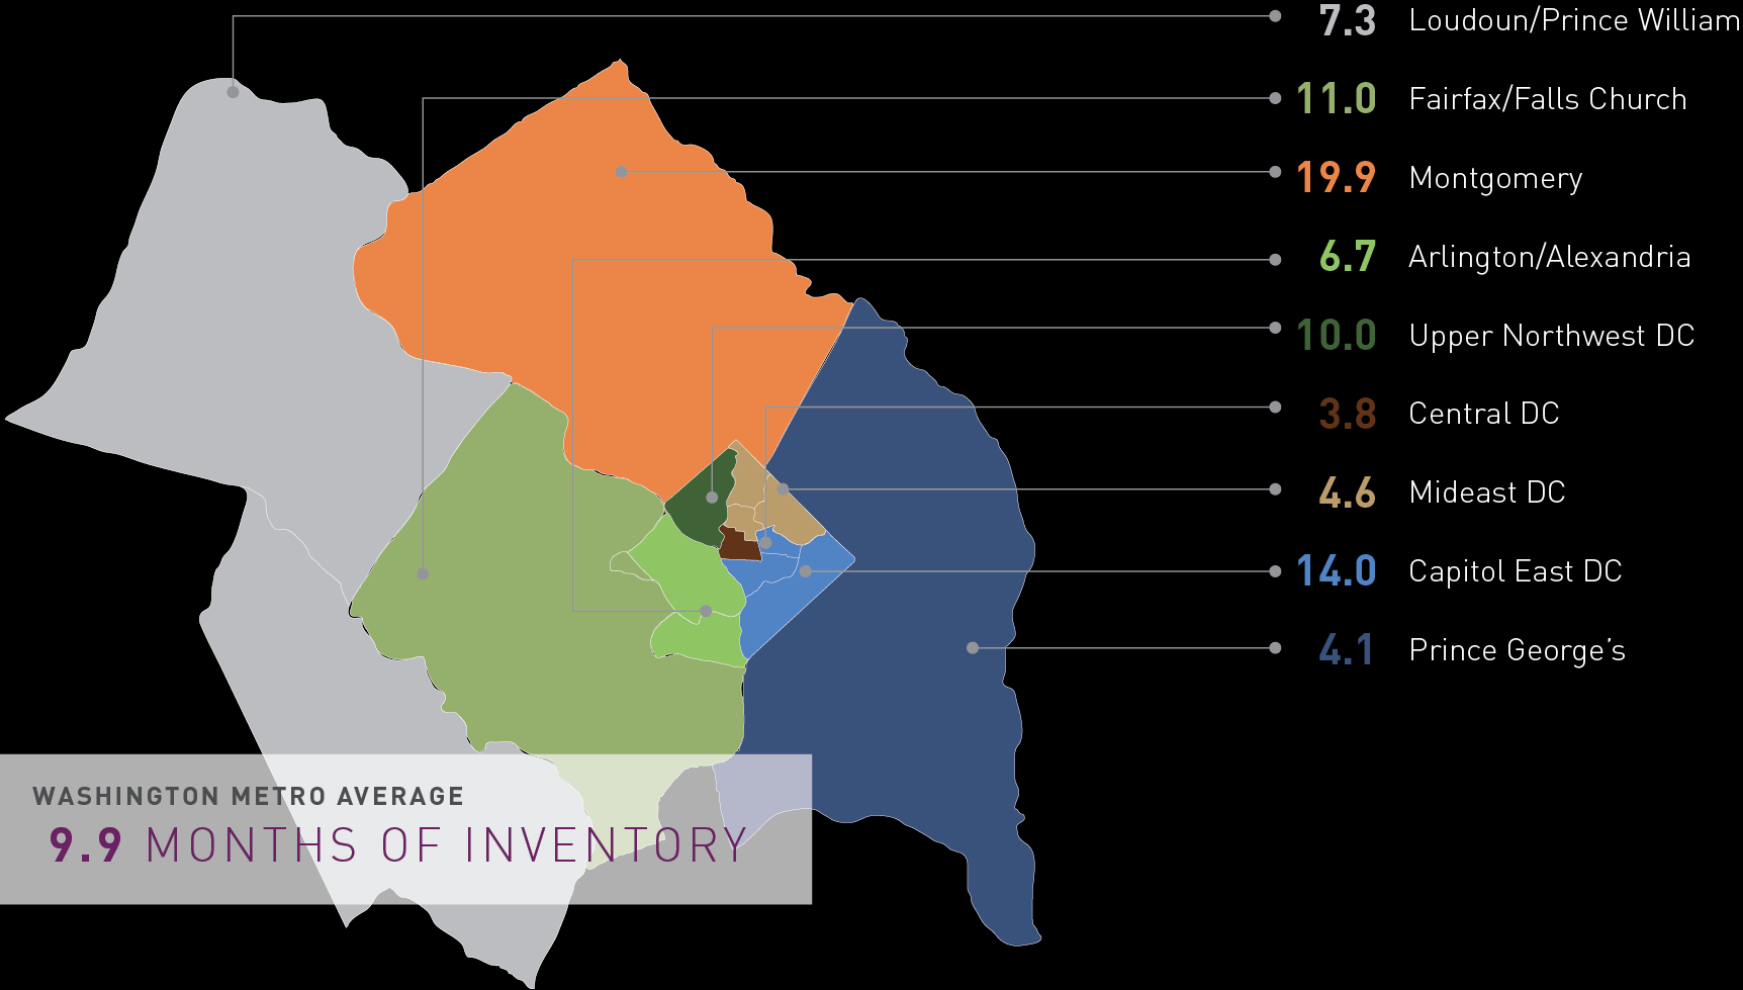 7.3 Loudoun/Prince William
11.0 Fairfax/Falls Church
19.9 Montgomery
6.7 Arlington/Alexandria
10.0 Upper Northwest DC
3.8 Central DC
4.6 Mideast DC
14.0 Capitol East DC
4.1 Prince George’s
WASHINGTON METRO AVERAGE
9.9 MONTHS OF INVENTORY